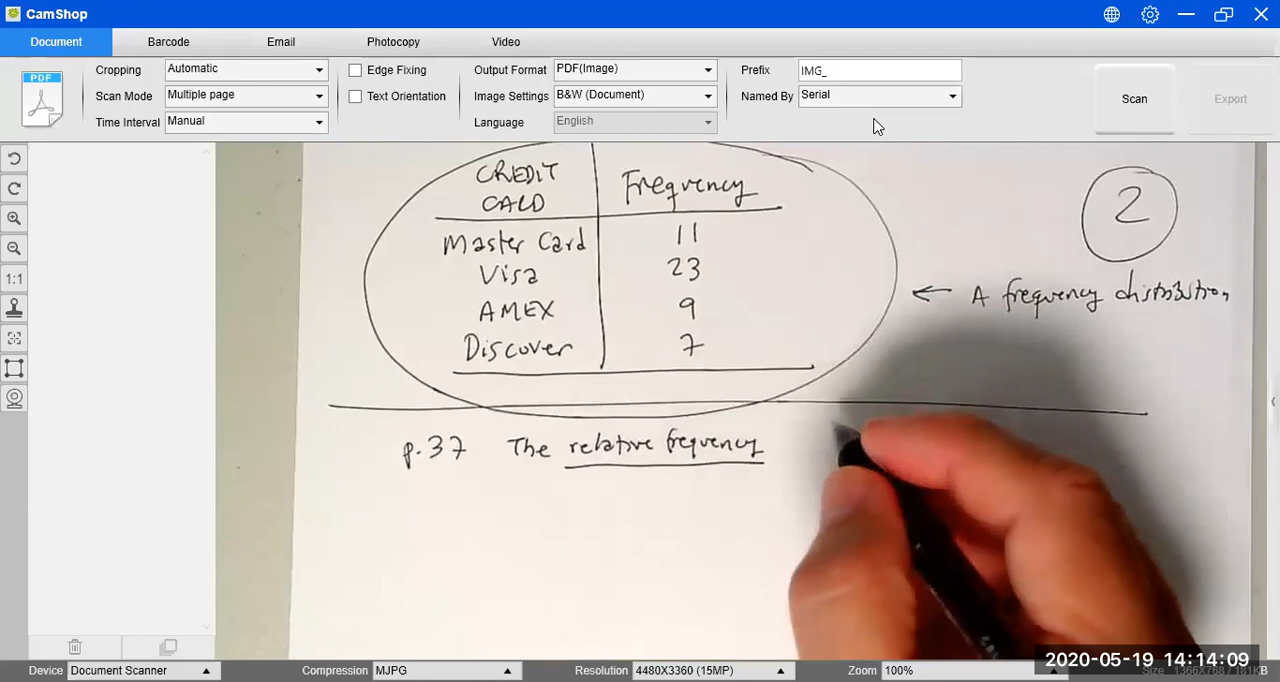 CamShop
Document Barcode Email Photocopy Video
Cropping Automatic Edge Fixing Output Format PDF(Image) Prefix IMG_
PDF Scan Mode Multiple page Text Orientation Image Settings B&W (Document) Named By Serial Scan Export
Time Interval Manual Language English
1:1
CREDIT Frequency
CARD
Master Card 11
Visa 23
AMEX 9
Discover 7
2
← A frequency distribution
p.37 The relative frequency
2020-05-19 14:14:09
Device Document Scanner Compression MJPG Resolution 4480X3360 (15MP) Zoom 100%